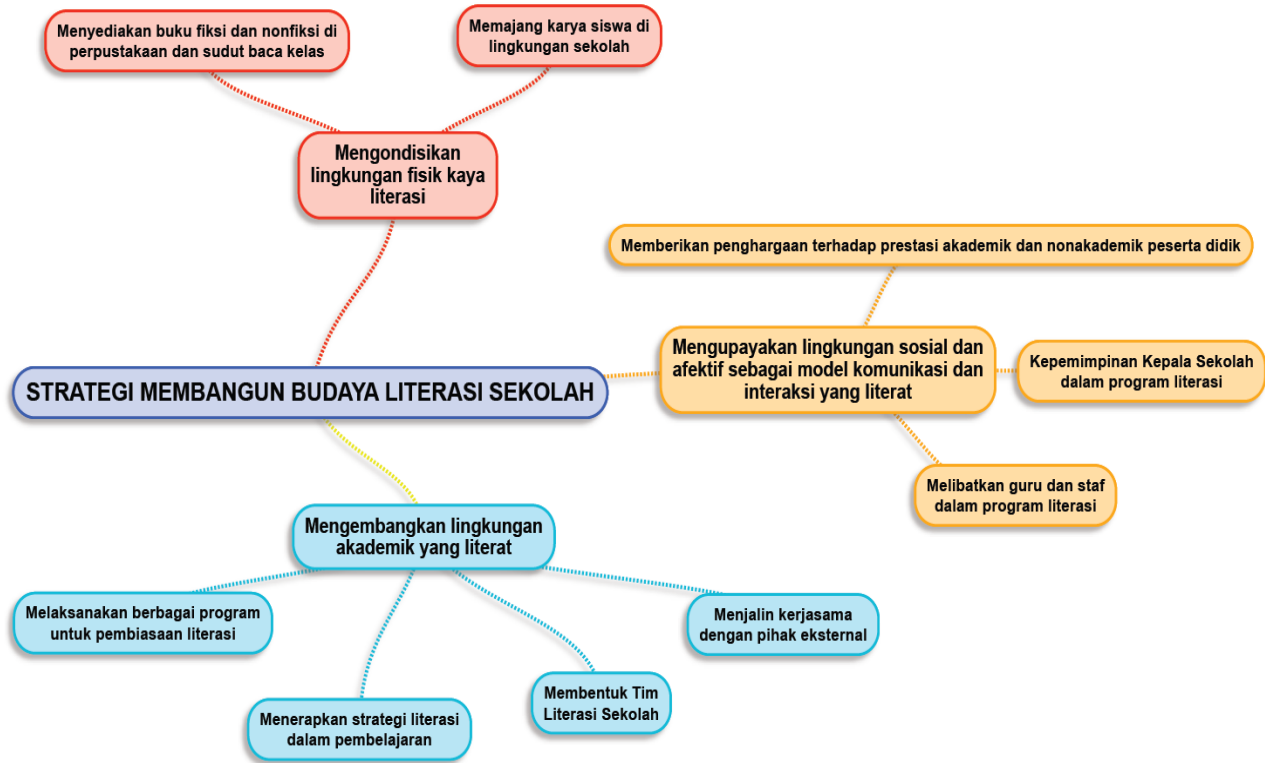 Menyediakan buku fiksi dan nonfiksi di
perpustakaan dan sudut baca kelas
Memajang karya siswa di
lingkungan sekolah
Mengondisikan
lingkungan fisik kaya
literasi
Memberikan penghargaan terhadap prestasi akademik dan nonakademik peserta didik
Mengupayakan lingkungan sosial dan
afektif sebagai model komunikasi dan
interaksi yang literat
Kepemimpinan Kepala Sekolah
dalam program literasi
STRATEGI MEMBANGUN BUDAYA LITERASI SEKOLAH
Melibatkan guru dan staf
dalam program literasi
Mengembangkan lingkungan
akademik yang literat
Melaksanakan berbagai program
untuk pembiasaan literasi
Menjalin kerjasama
dengan pihak eksternal
Menerapkan strategi literasi
dalam pembelajaran
Membentuk Tim
Literasi Sekolah